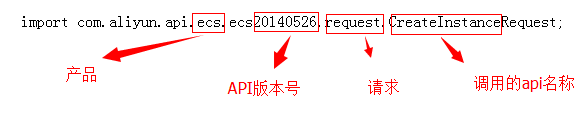 import com.aliyun.api.ecs.ecs20140526.request.CreateInstanceRequest;
产品
API版本号
请求
调用的api名称